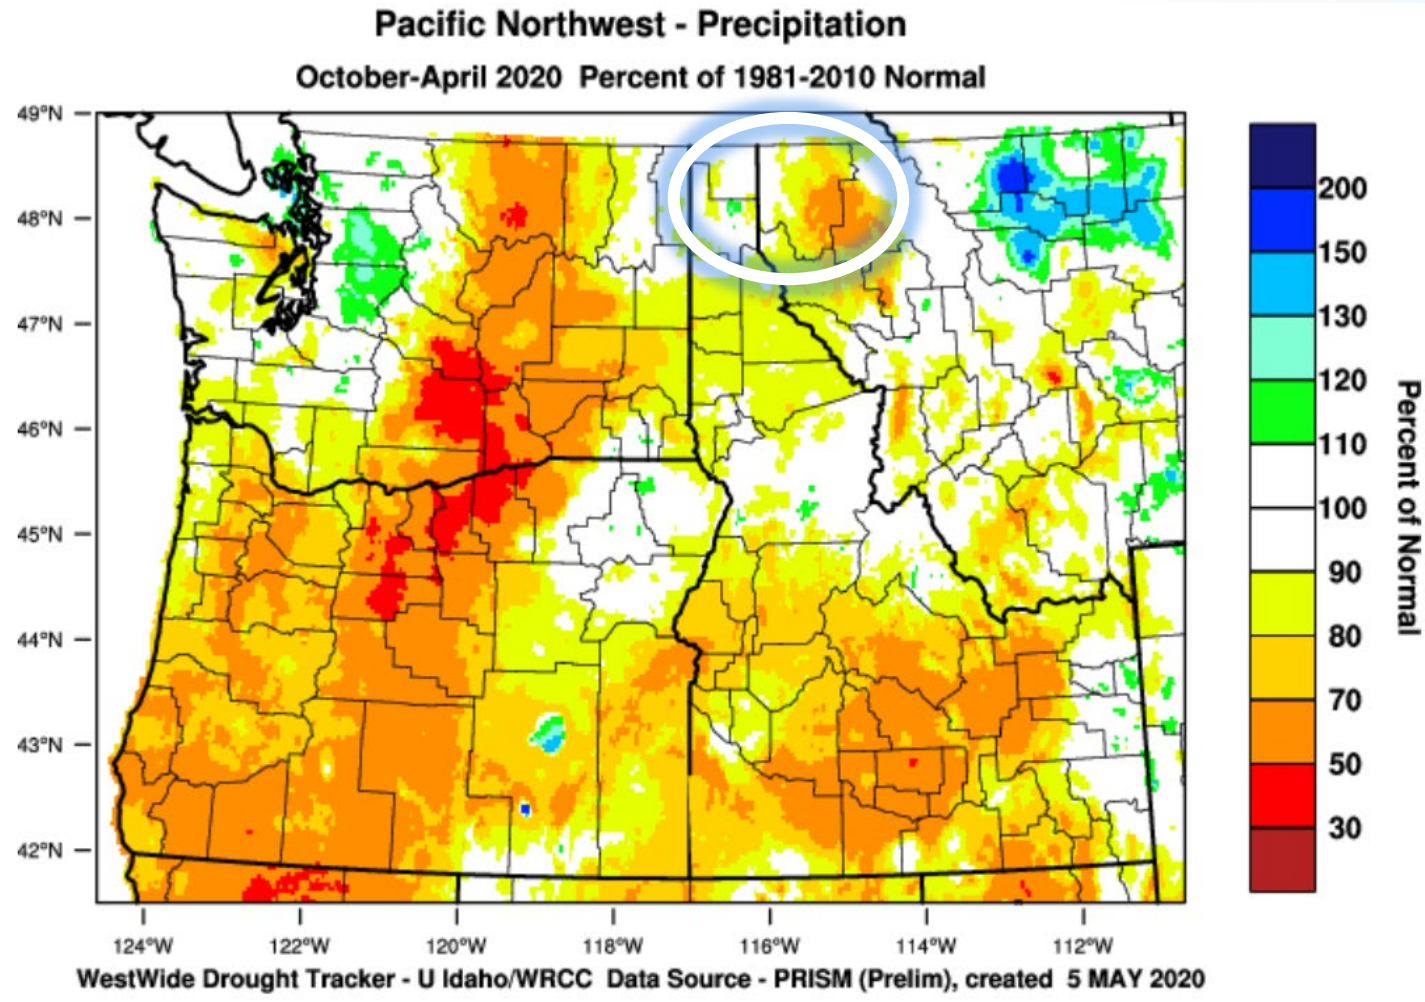 Pacific Northwest - Precipitation
October-April 2020 Percent of 1981-2010 Normal
49°N
48°N
47°N
46°N
45°N
44°N
43°N
42°N
124°W 122°W 120°W 118°W 116°W 114°W 112°W
200
150
130
120
110
100
90
80
70
50
30
Percent of Normal
WestWide Drought Tracker - U Idaho/WRCC Data Source - PRISM (Prelim), created 5 MAY 2020